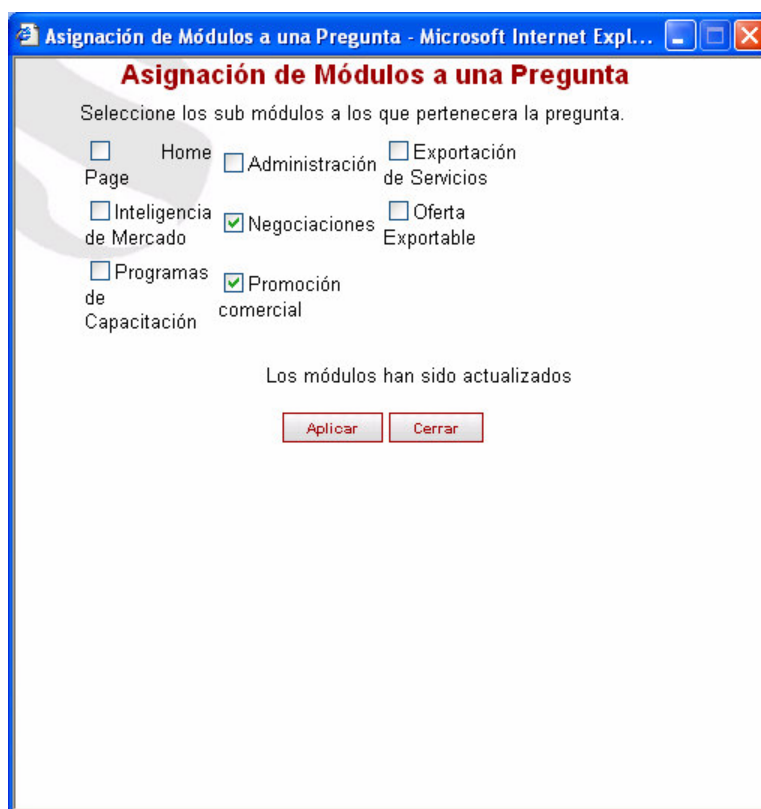 Asignación de Módulos a una Pregunta - Microsoft Internet Expl...
Asignación de Módulos a una Pregunta
Seleccione los sub módulos a los que pertenecera la pregunta.
Home Page
Administración
Exportación
de Servicios
Inteligencia
de Mercado
Negociaciones
Oferta
Exportable
Programas
de
Capacitación
Promoción
comercial
Los módulos han sido actualizados
Aplicar Cerrar